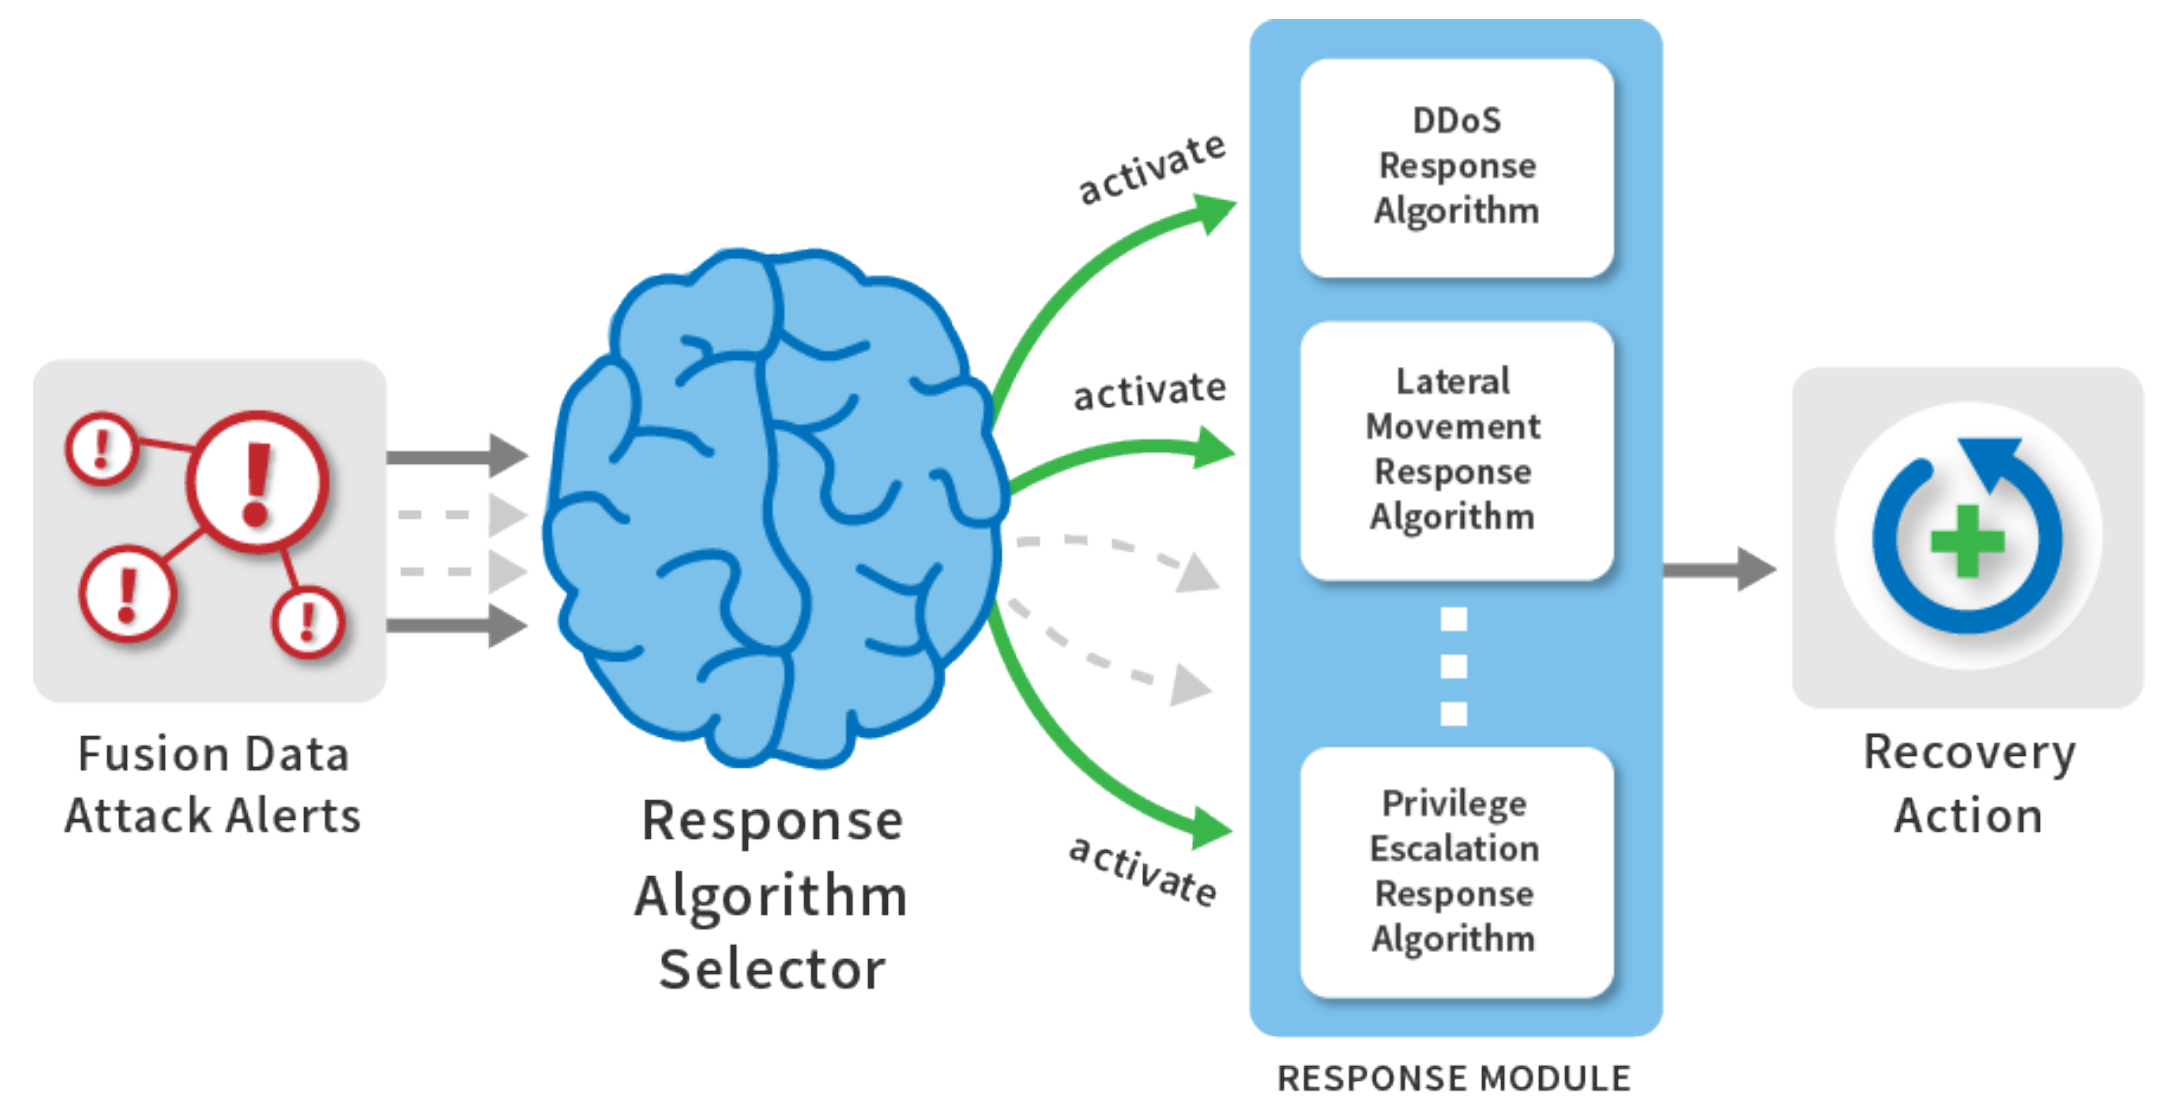 Fusion Data
Attack Alerts
Response
Algorithm
Selector
activate
activate
activate
DDoS
Response
Algorithm
Lateral
Movement
Response
Algorithm
Privilege
Escalation
Response
Algorithm
RESPONSE MODULE
Recovery
Action